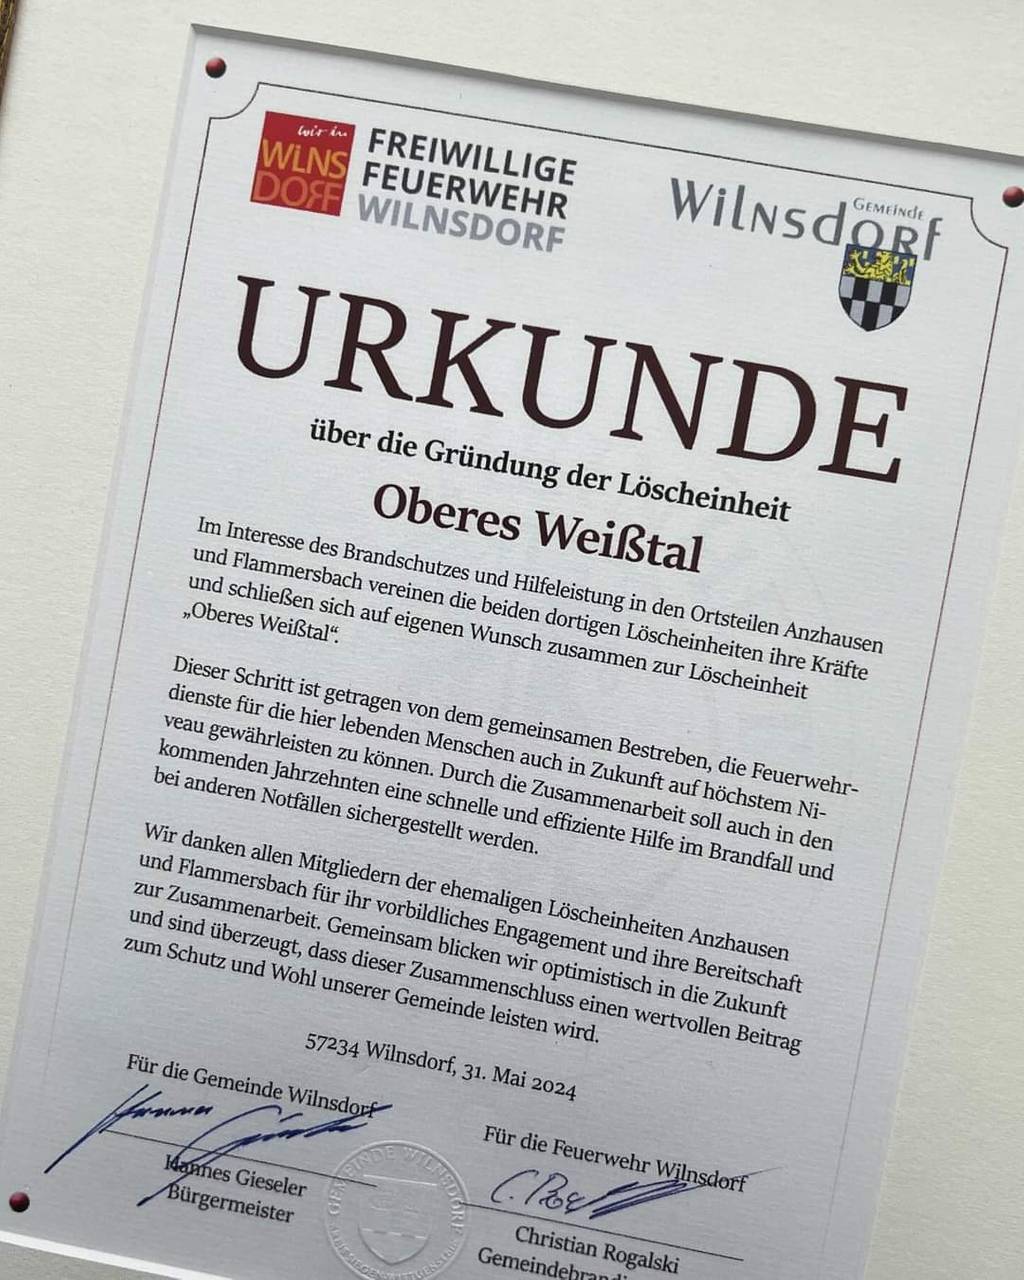 wir in
WiLNS
DORF
FREIWILLIGE
FEUERWEHR
WILNSDORF
GEMEINdE
WilNsdORf
URKUNDE
über die Gründung der Löscheinheit
Oberes Weißtal
Im Interesse des Brandschutzes und Hilfeleistung in den Ortsteilen Anzhausen
und Flammersbach vereinen die beiden dortigen Löscheinheiten ihre Kräfte
und schließen sich auf eigenen Wunsch zusammen zur Löscheinheit
„Oberes Weißtal“.
Dieser Schritt ist getragen von dem gemeinsamen Bestreben, die Feuerwehr-
dienste für die hier lebenden Menschen auch in Zukunft auf höchstem Ni-
veau gewährleisten zu können. Durch die Zusammenarbeit soll auch in den
kommenden Jahrzehnten eine schnelle und effiziente Hilfe im Brandfall und
bei anderen Notfällen sichergestellt werden.
Wir danken allen Mitgliedern der ehemaligen Löscheinheiten Anzhausen
und Flammersbach für ihr vorbildliches Engagement und ihre Bereitschaft
zur Zusammenarbeit. Gemeinsam blicken wir optimistisch in die Zukunft
und sind überzeugt, dass dieser Zusammenschluss einen wertvollen Beitrag
zum Schutz und Wohl unserer Gemeinde leisten wird.
57234 Wilnsdorf, 31. Mai 2024
Für die Gemeinde Wilnsdorf
Hannes Gieseler
Bürgermeister
GEMEINDE WILNSDORF
Für die Feuerwehr Wilnsdorf
Christian Rogalski